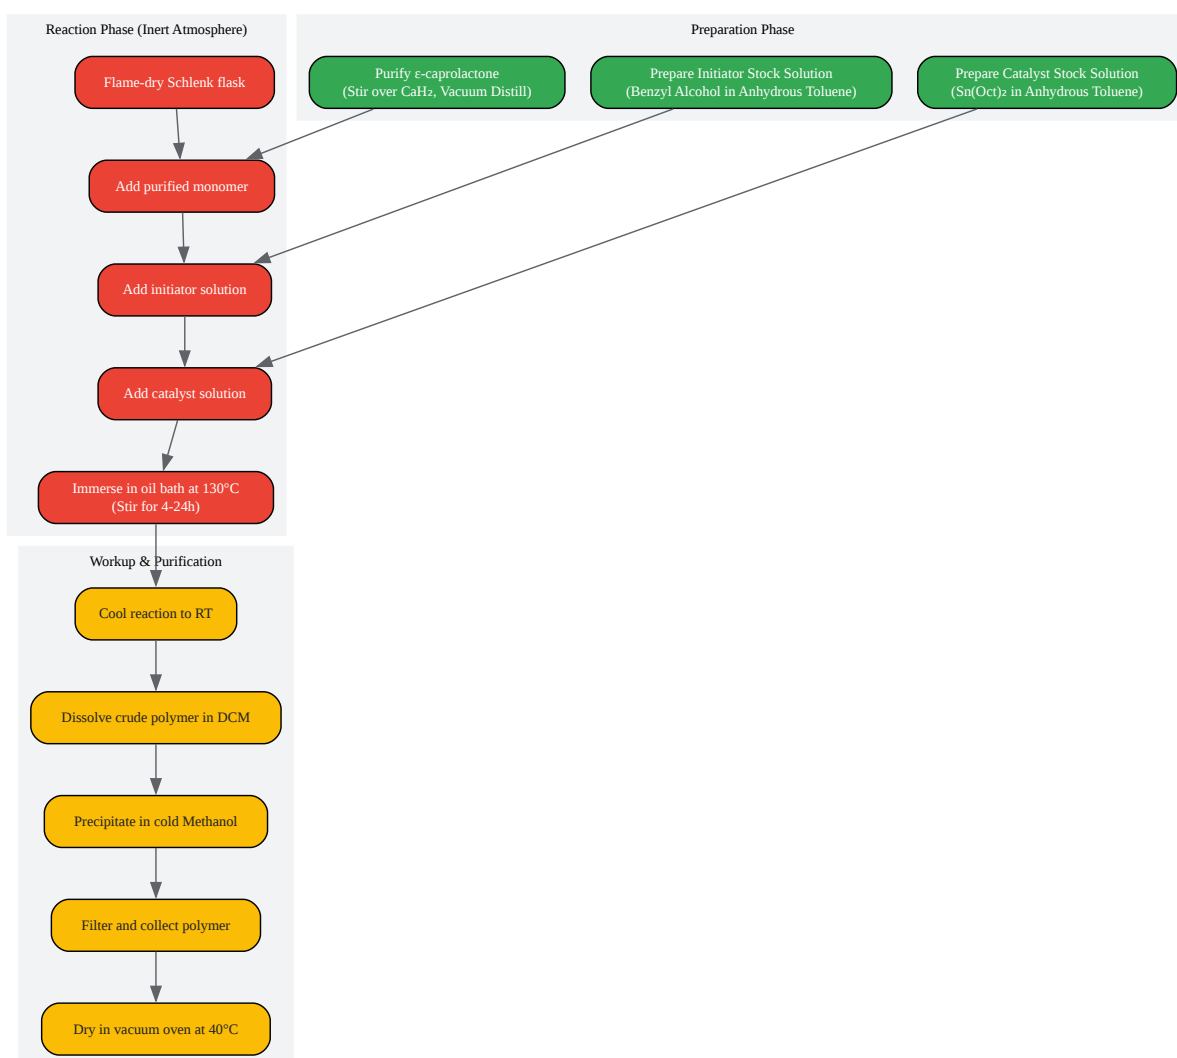 Reaction Phase (Inert Atmosphere)
Flame-dry Schlenk flask
Add purified monomer
Add initiator solution
Add catalyst solution
Immerse in oil bath at 130°C
(Stir for 4-24h)
Preparation Phase
Purify ε-caprolactone
(Stir over CaH₂, Vacuum Distill)
Prepare Initiator Stock Solution
(Benzyl Alcohol in Anhydrous Toluene)
Prepare Catalyst Stock Solution
(Sn(Oct)₂ in Anhydrous Toluene)
Workup & Purification
Cool reaction to RT
Dissolve crude polymer in DCM
Precipitate in cold Methanol
Filter and collect polymer
Dry in vacuum oven at 40°C